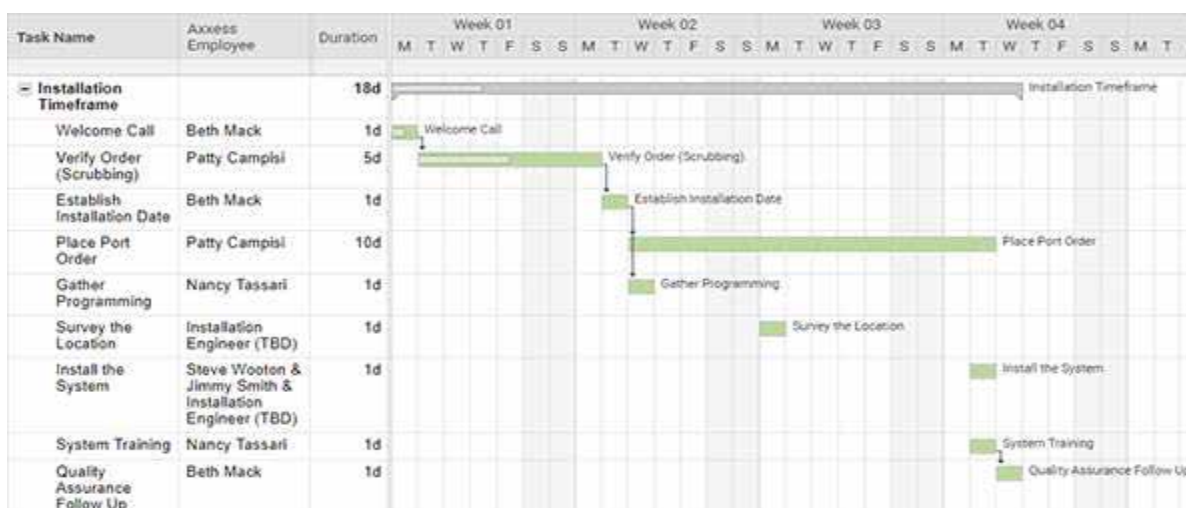 Task Name Axxess Employee Duration Week 01 Week 02 Week 03 Week 04
M T W T F S S M T W T F S S M T W T F S S M T W T F S S M T
Installation Timeframe 18d Installation Timeframe
Welcome Call Beth Mack 1d Welcome Call
Verify Order (Scrubbing) Patty Campisi 5d Verify Order (Scrubbing)
Establish Installation Date Beth Mack 1d Establish Installation Date
Place Port Order Patty Campisi 10d Place Port Order
Gather Programming Nancy Tassari 1d Gather Programming
Survey the Location Installation Engineer (TBD) 1d Survey the Location
Install the System Steve Wooton & Jimmy Smith & Installation Engineer (TBD) 1d Install the System
System Training Nancy Tassari 1d System Training
Quality Assurance Follow Up Beth Mack 1d Quality Assurance Follow Up